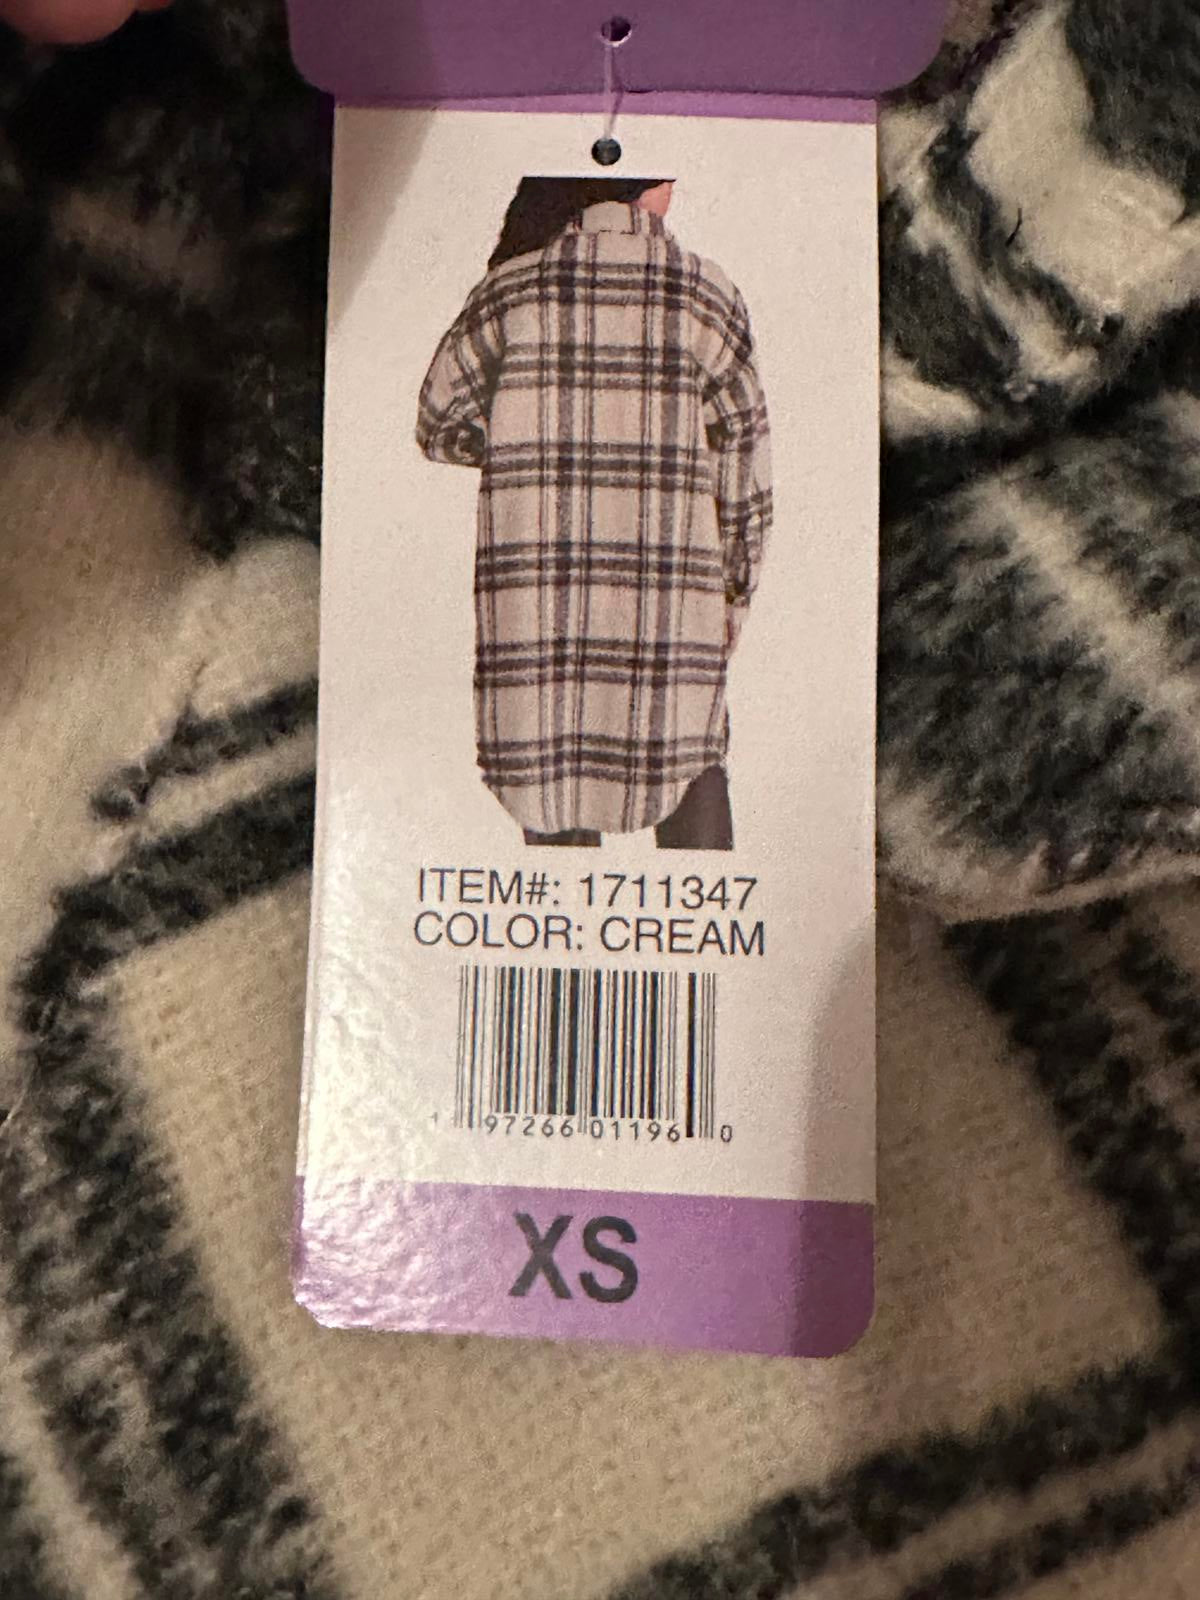 ITEM#: 1711347
COLOR: CREAM
1 97266 01196 0
XS